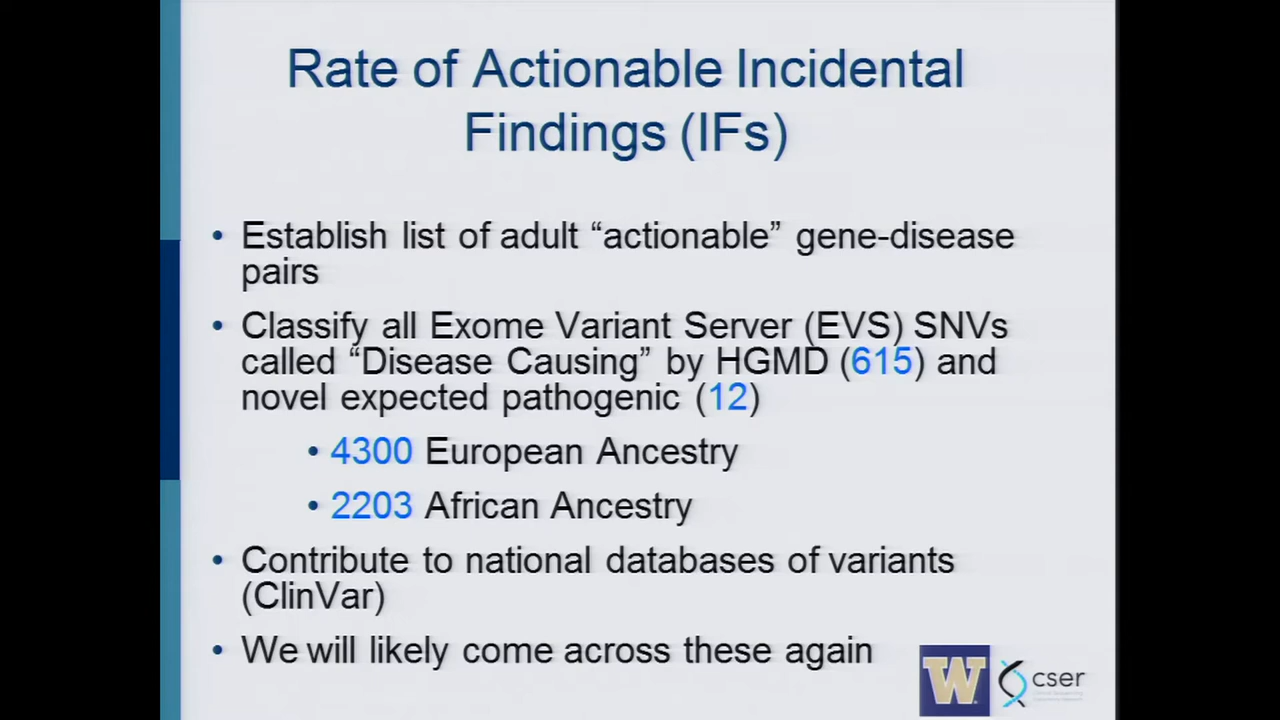 Rate of Actionable Incidental
Findings (IFs)
• Establish list of adult “actionable” gene-disease
pairs
• Classify all Exome Variant Server (EVS) SNVs
called “Disease Causing” by HGMD (615) and
novel expected pathogenic (12)
• 4300 European Ancestry
• 2203 African Ancestry
• Contribute to national databases of variants
(ClinVar)
• We will likely come across these again
W
cser